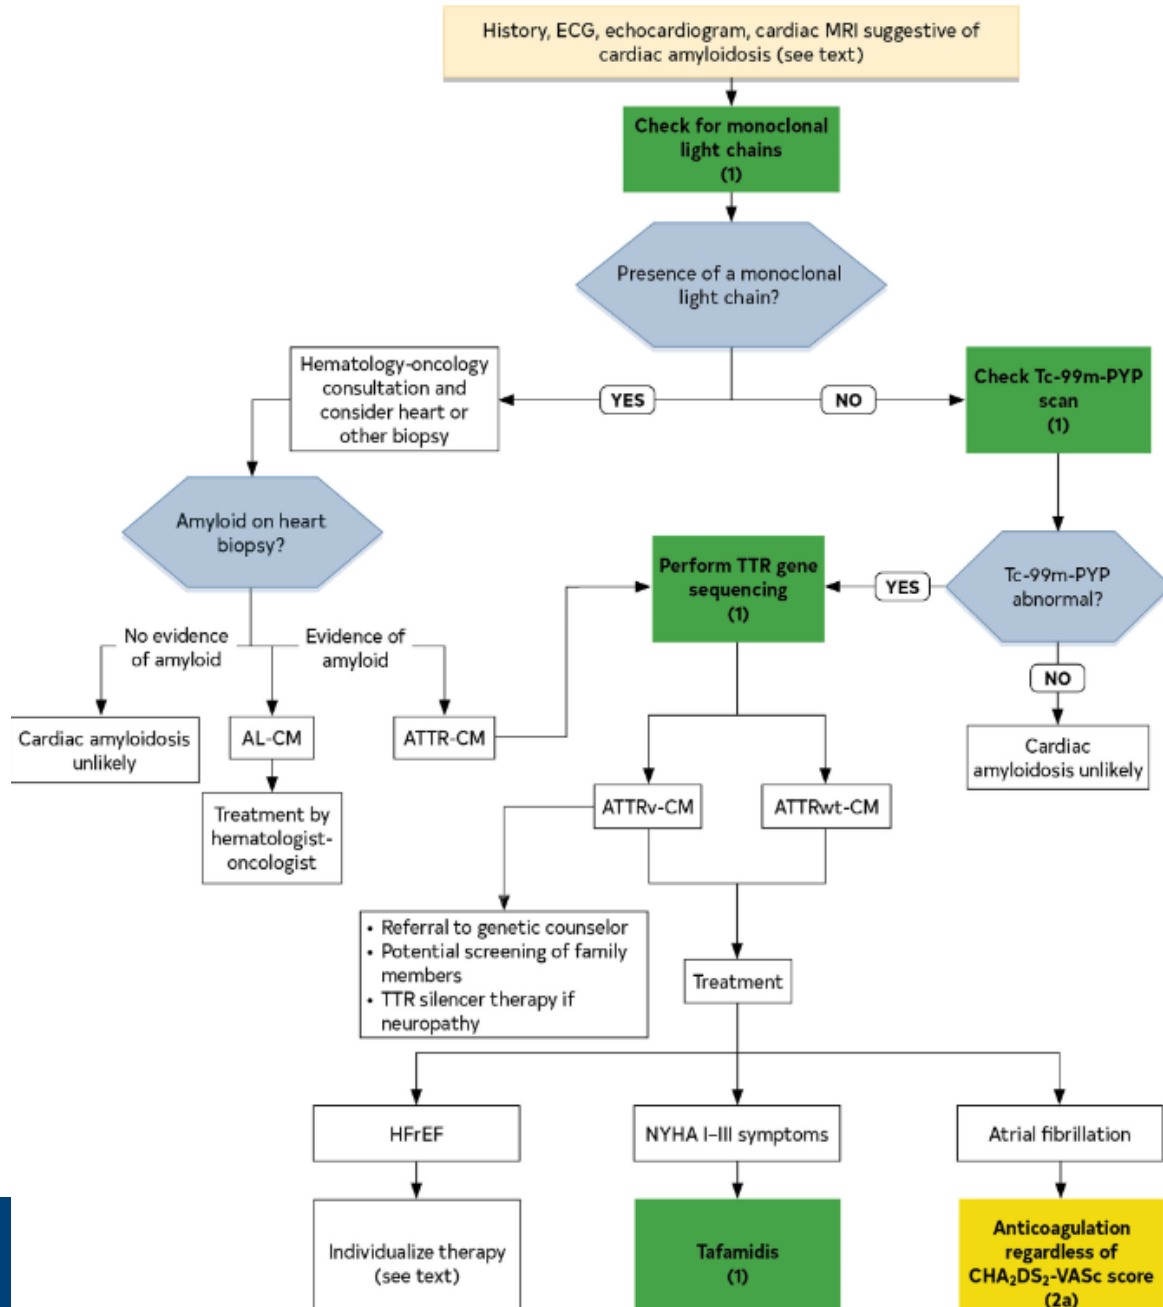 History, ECG, echocardiogram, cardiac MRI suggestive of
cardiac amyloidosis (see text)
Check for monoclonal
light chains
(1)
Presence of a monoclonal
light chain?
Hematology-oncology
consultation and
consider heart or
other biopsy
YES
NO
Check Tc-99m-PYP
scan
(1)
Amyloid on heart
biopsy?
Perform TTR gene
sequencing
(1)
YES
Tc-99m-PYP
abnormal?
No evidence
of amyloid
Evidence of
amyloid
NO
Cardiac amyloidosis
unlikely
AL-CM
ATTR-CM
Cardiac
amyloidosis unlikely
Treatment by
hematologist-
oncologist
ATTRv-CM
ATTRwt-CM
• Referral to genetic counselor
• Potential screening of family
members
• TTR silencer therapy if
neuropathy
Treatment
HFrEF
NYHA I–III symptoms
Atrial fibrillation
Individualize therapy
(see text)
Tafamidis
(1)
Anticoagulation
regardless of
CHA₂DS₂-VASc score
(2a)